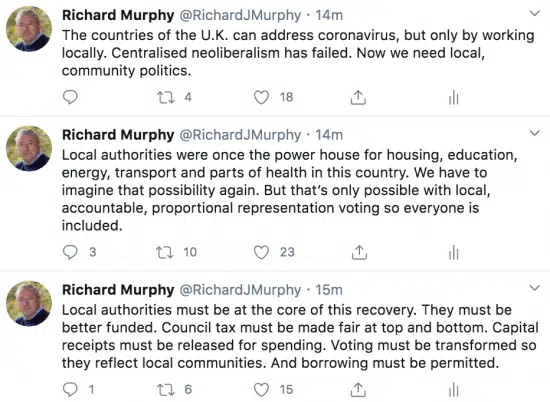 Richard Murphy @RichardJMurphy · 14m
The countries of the U.K. can address coronavirus, but only by working
locally. Centralised neoliberalism has failed. Now we need local,
community politics.
4 18
Richard Murphy @RichardJMurphy · 14m
Local authorities were once the power house for housing, education,
energy, transport and parts of health in this country. We have to
imagine that possibility again. But that's only possible with local,
accountable, proportional representation voting so everyone is
included.
3 10 23
Richard Murphy @RichardJMurphy · 15m
Local authorities must be at the core of this recovery. They must be
better funded. Council tax must be made fair at top and bottom. Capital
receipts must be released for spending. Voting must be transformed so
they reflect local communities. And borrowing must be permitted.
1 6 15